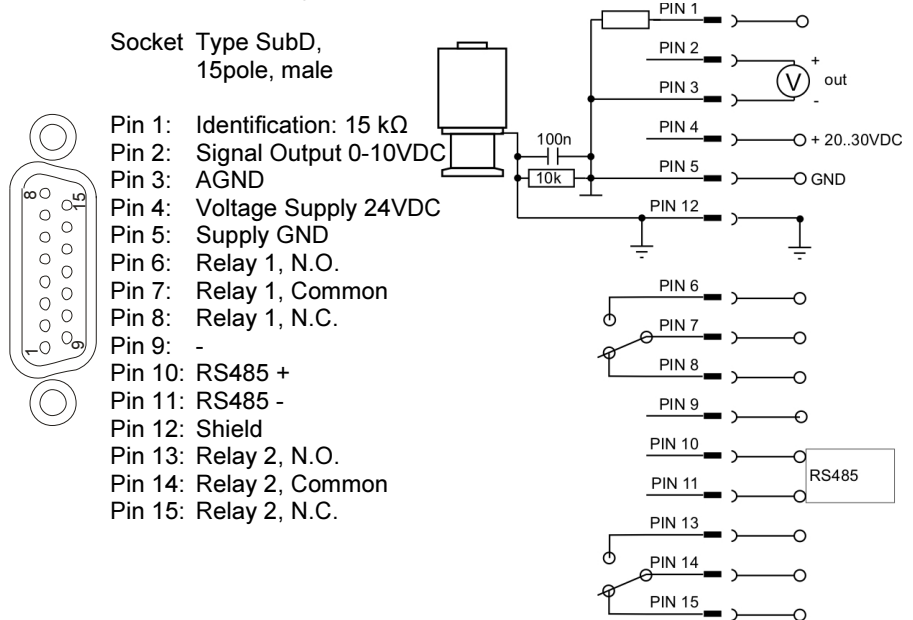 Socket Type SubD,
15pole, male
Pin 1: Identification: 15 kΩ
Pin 2: Signal Output 0-10VDC
Pin 3: AGND
Pin 4: Voltage Supply 24VDC
Pin 5: Supply GND
Pin 6: Relay 1, N.O.
Pin 7: Relay 1, Common
Pin 8: Relay 1, N.C.
Pin 9: -
Pin 10: RS485 +
Pin 11: RS485 -
Pin 12: Shield
Pin 13: Relay 2, N.O.
Pin 14: Relay 2, Common
Pin 15: Relay 2, N.C.
8
15
1
9
100n
10k
PIN 1
PIN 2
+
V
out
PIN 3
-
PIN 4
+ 20..30VDC
PIN 5
GND
PIN 12
PIN 6
PIN 7
PIN 8
PIN 9
PIN 10
RS485
PIN 11
PIN 13
PIN 14
PIN 15